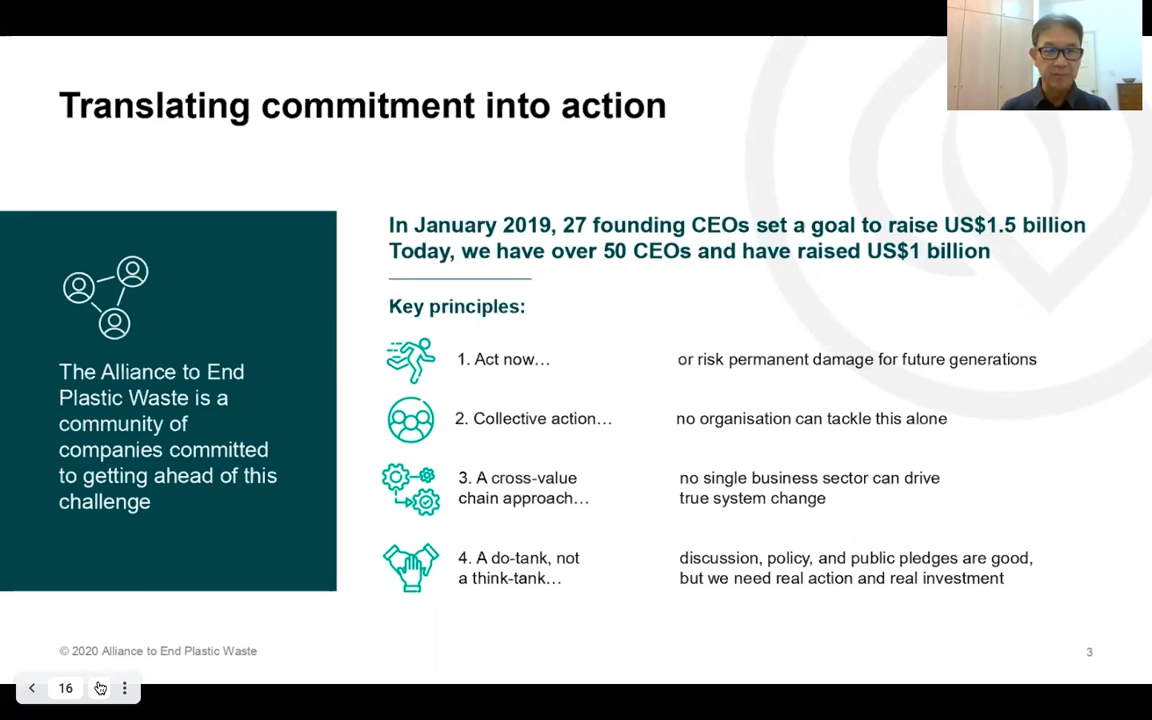 Translating commitment into action
In January 2019, 27 founding CEOs set a goal to raise US$1.5 billion
Today, we have over 50 CEOs and have raised US$1 billion
Key principles:
The Alliance to End
Plastic Waste is a
community of
companies committed
to getting ahead of this
challenge
1. Act now… or risk permanent damage for future generations
2. Collective action… no organisation can tackle this alone
3. A cross-value
chain approach…
no single business sector can drive
true system change
4. A do-tank, not
a think-tank…
discussion, policy, and public pledges are good,
but we need real action and real investment
© 2020 Alliance to End Plastic Waste
3
16